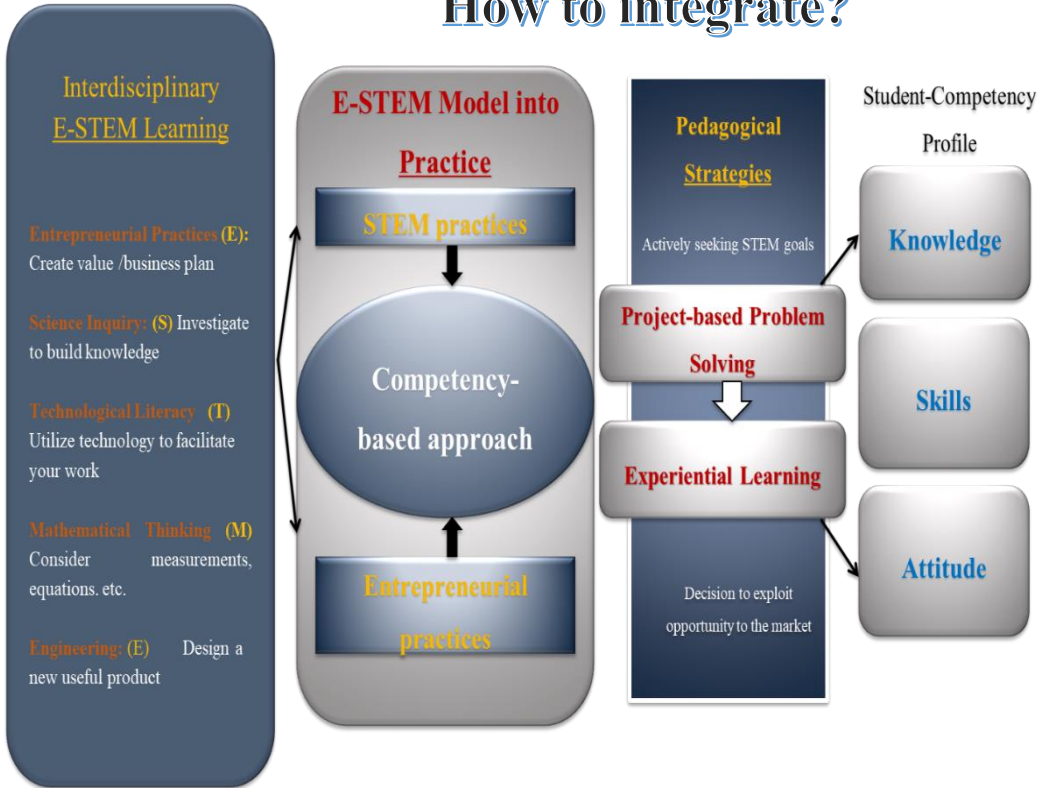 How to integrate?
Interdisciplinary
E-STEM Learning
Entrepreneurial Practices (E):
Create value /business plan
Science Inquiry: (S) Investigate
to build knowledge
Technological Literacy (T)
Utilize technology to facilitate
your work
Mathematical Thinking (M)
Consider measurements,
equations. etc.
Engineering: (E) Design a
new useful product
E-STEM Model into
Practice
STEM practices
Competency-
based approach
Entrepreneurial
practices
Pedagogical
Strategies
Actively seeking STEM goals
Project-based Problem
Solving
Experiential Learning
Decision to exploit
opportunity to the market
Student-Competency
Profile
Knowledge
Skills
Attitude